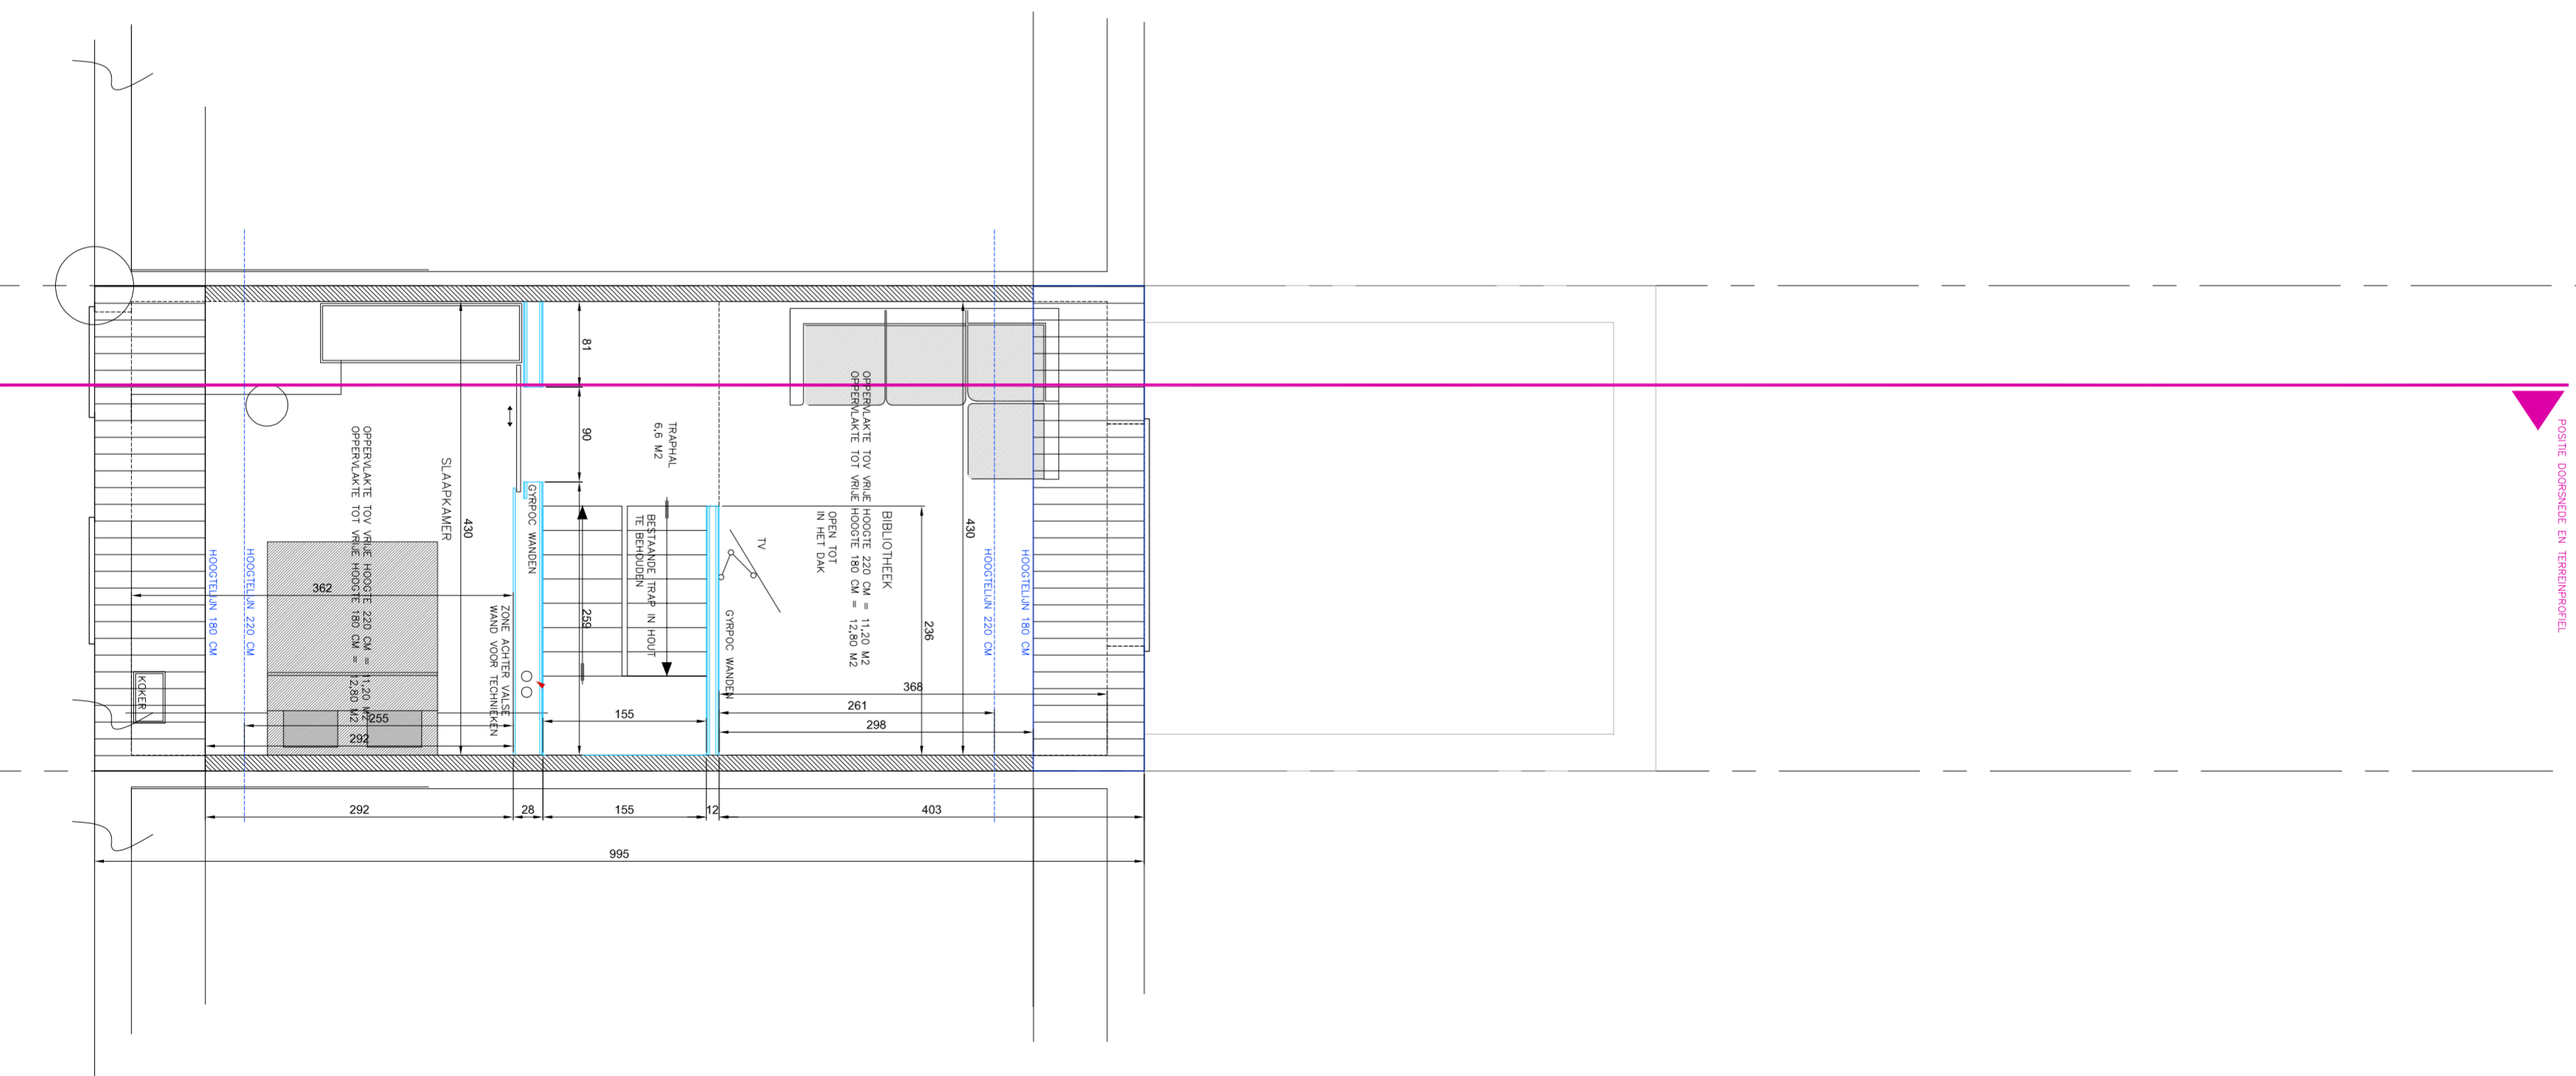 HOOGTELIJN 180 CM
HOOGTELIJN 220 CM
KOKER
SLAAPKAMER
OPPERVLAKTE TOV VRIJE HOOGTE 220 CM = 11,20 M2
OPPERVLAKTE TOT VRIJE HOOGTE 180 CM = 12,80 M2
430
362
255
292
ZONE ACHTER VALSE
WAND VOOR TECHNIEKEN
GYRPOC WANDEN
81
90
259
TRAPHAL
6,6 M2
BESTAANDE TRAP IN HOUT
TE BEHOUDEN
155
GYRPOC WANDEN
TV
BIBLIOTHEEK
OPPERVLAKTE TOV VRIJE HOOGTE 220 CM = 11,20 M2
OPPERVLAKTE TOT VRIJE HOOGTE 180 CM = 12,80 M2
OPEN TOT
IN HET DAK
236
430
368
261
298
HOOGTELIJN 220 CM
HOOGTELIJN 180 CM
292
28
155
12
403
995
POSITIE DOORSNEDE EN TERREINPROFIEL